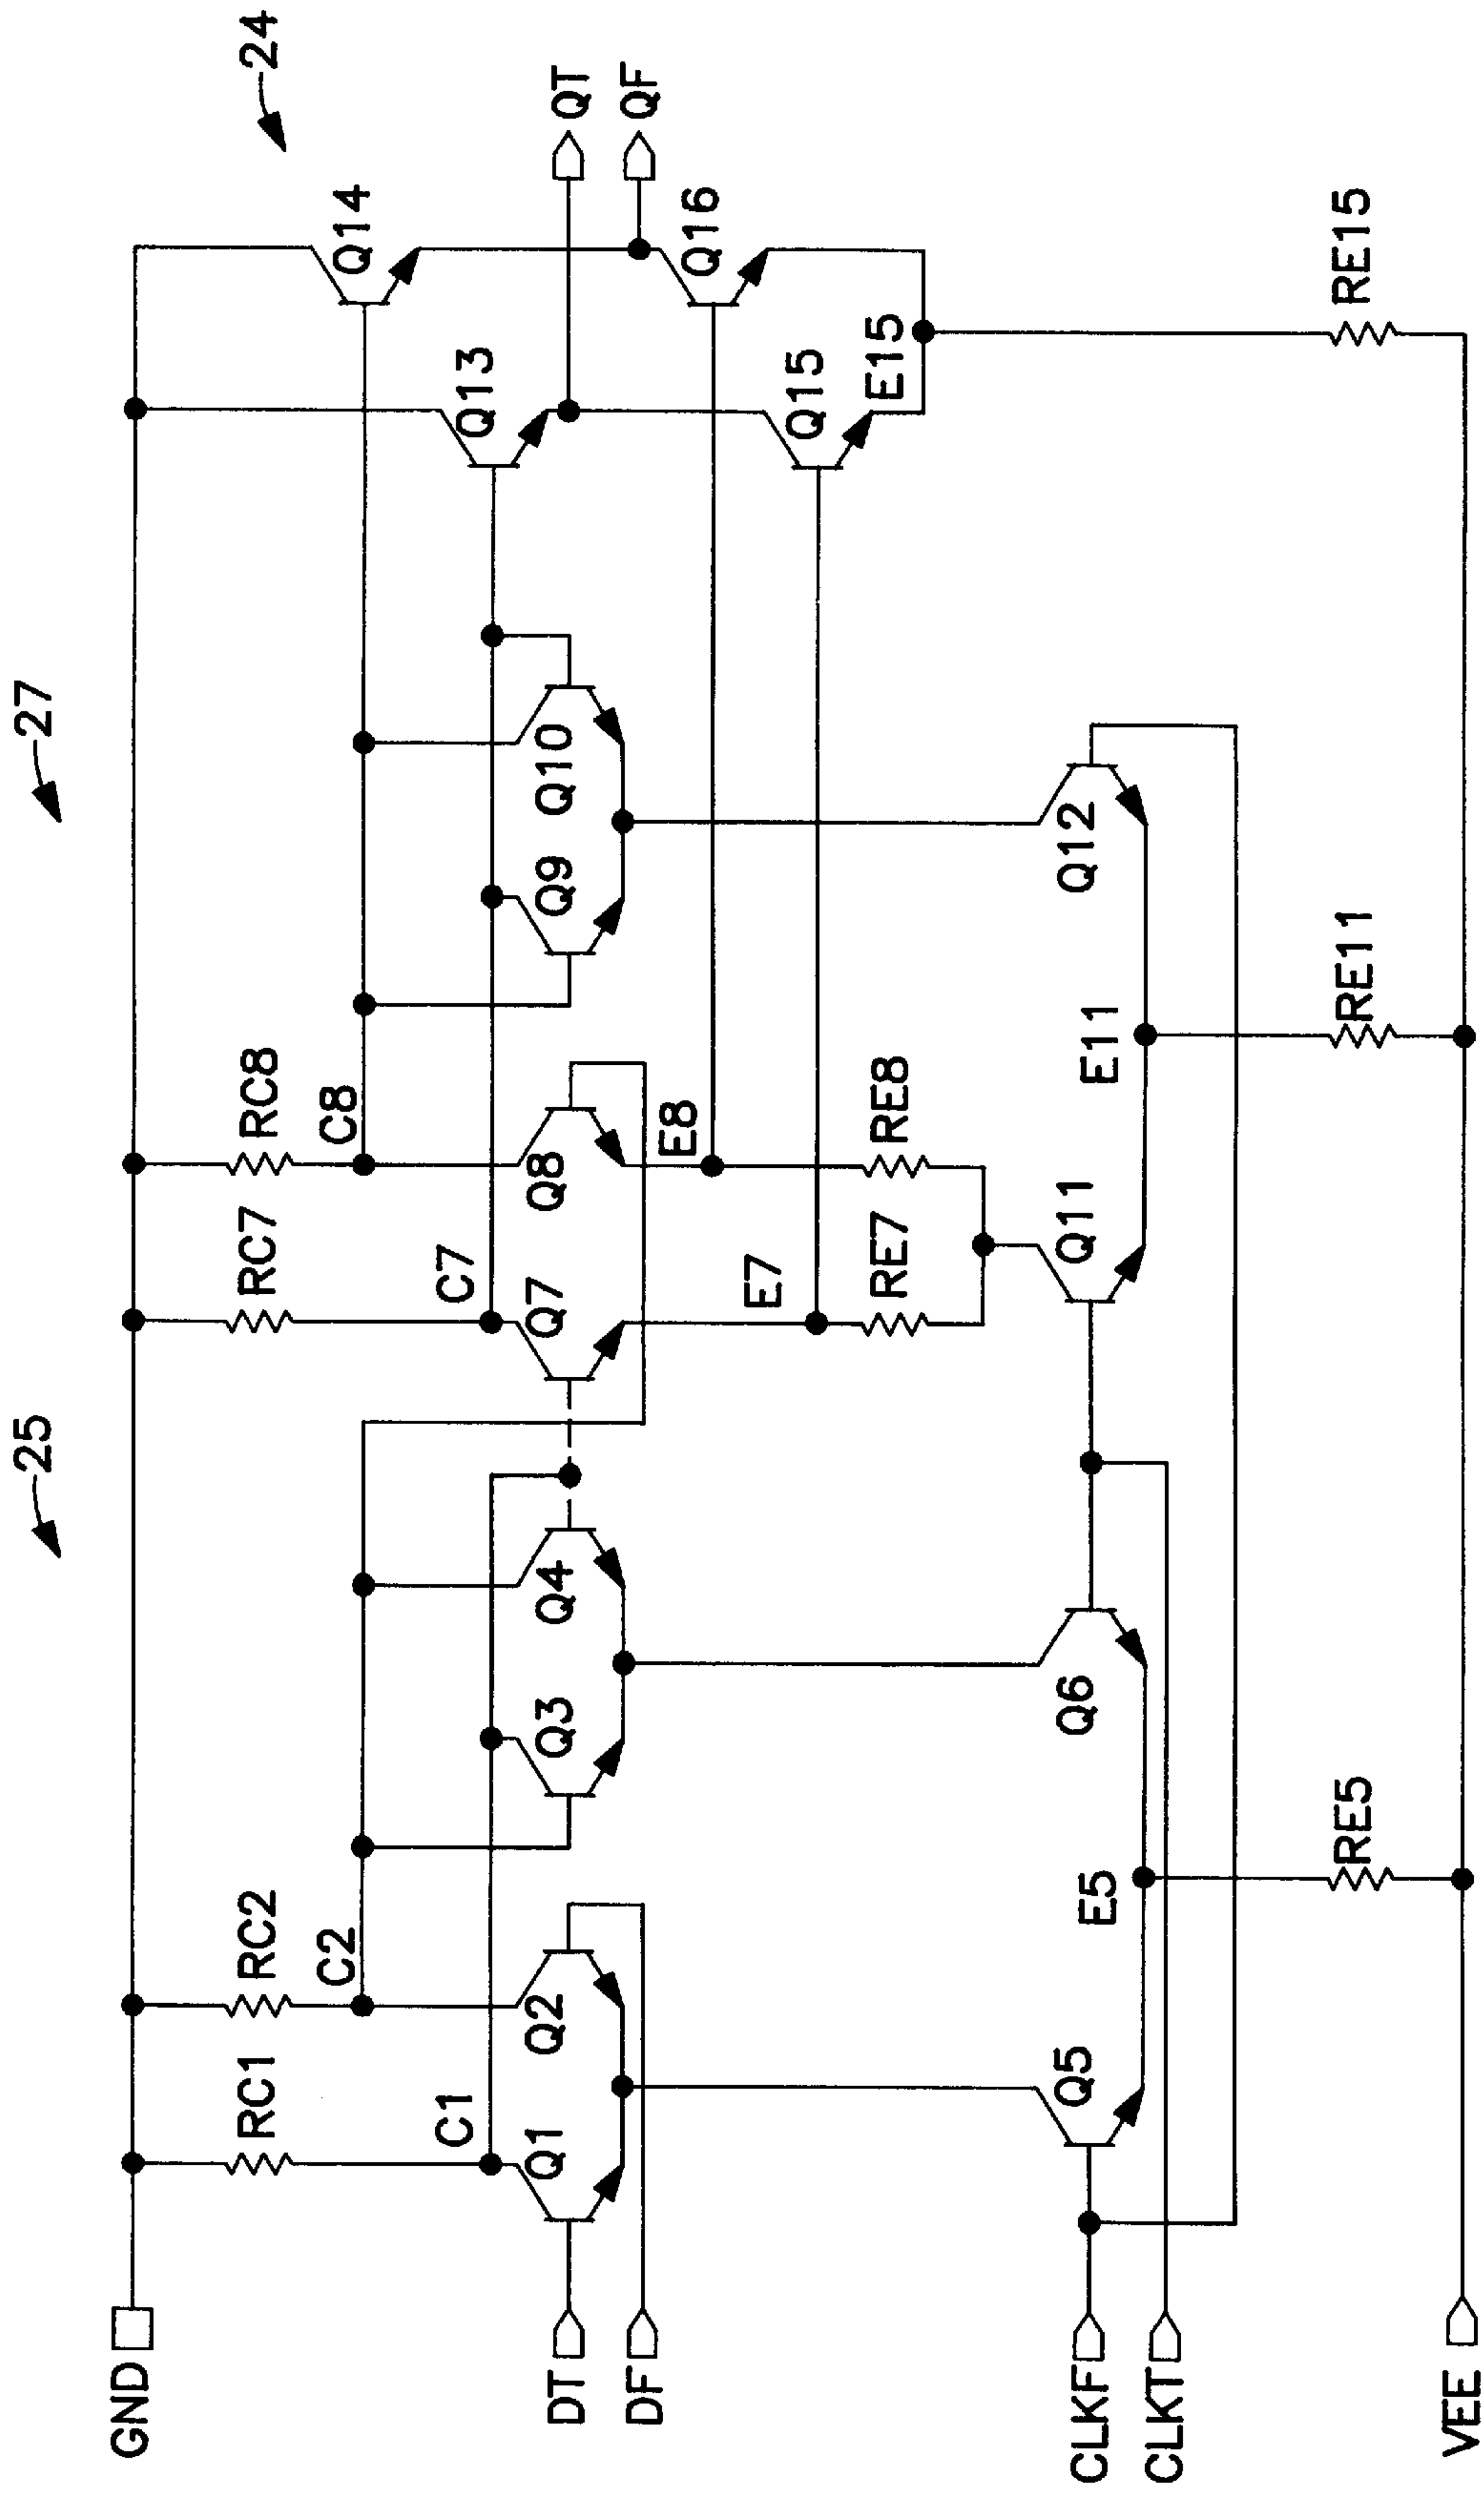 25
27
24
GND
RC1
RC2
RC7
RC8
C1
C2
C7
C8
Q14
DT
DF
Q1
Q2
Q3
Q4
Q7
Q8
Q9
Q10
Q13
QT
QF
E7
E8
Q16
RE7
RE8
Q15
E15
CLKF
CLKT
Q5
E5
Q6
Q11
E11
Q12
VEE
RE5
RE11
RE15